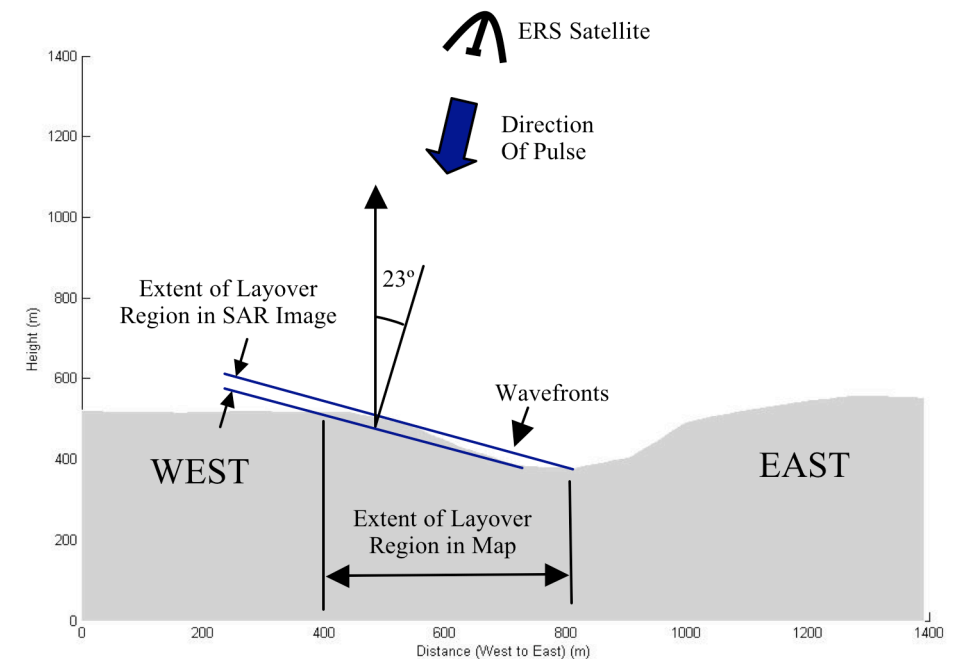 ERS Satellite
Direction
Of Pulse
1400
1200
1000
800
600
400
200
0
Height (m)
23º
Extent of Layover
Region in SAR Image
Wavefronts
WEST
EAST
Extent of Layover
Region in Map
0
200
400
600
800
1000
1200
1400
Distance (West to East) (m)